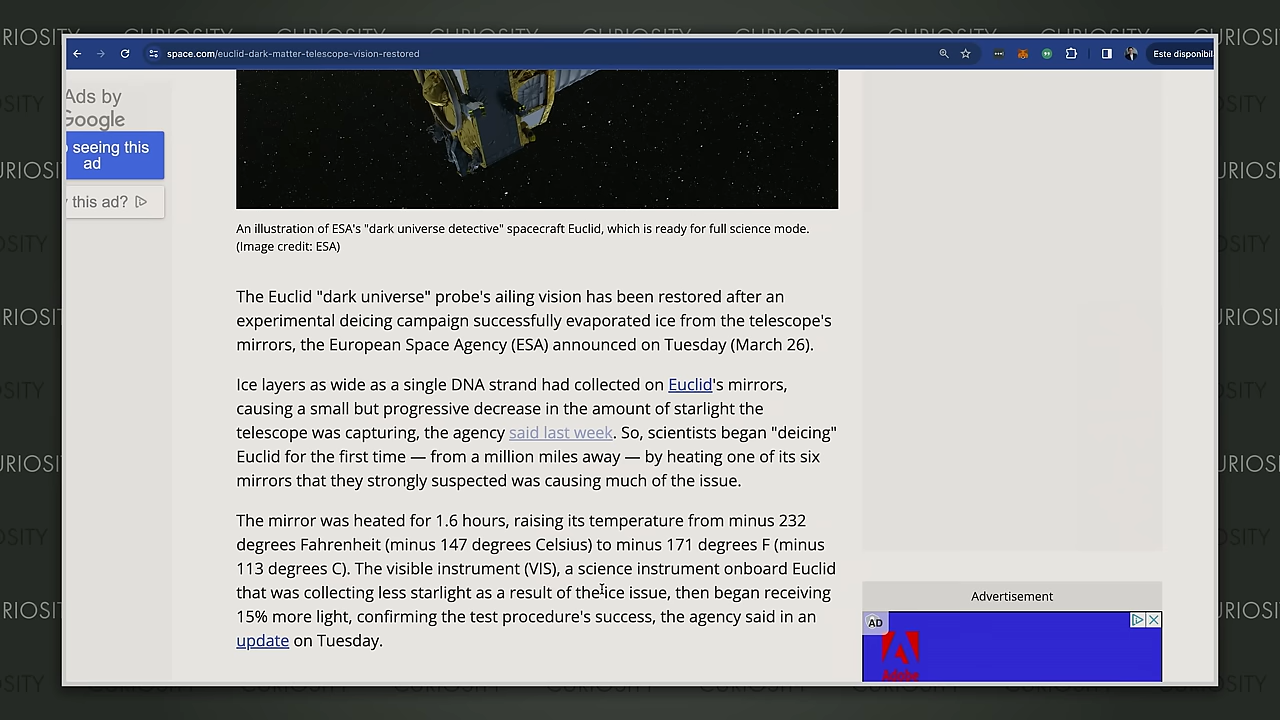 CURIOSITY CURIOSITY CURIOSITY CURIOSITY CURIOSITY CURIOSITY CURIOSITY
space.com/euclid-dark-matter-telescope-vision-restored
Este disponibil
Ads by
Google
seeing this
ad
this ad?
An illustration of ESA's "dark universe detective" spacecraft Euclid, which is ready for full science mode.
(Image credit: ESA)
The Euclid "dark universe" probe's ailing vision has been restored after an
experimental deicing campaign successfully evaporated ice from the telescope's
mirrors, the European Space Agency (ESA) announced on Tuesday (March 26).
Ice layers as wide as a single DNA strand had collected on Euclid's mirrors,
causing a small but progressive decrease in the amount of starlight the
telescope was capturing, the agency said last week. So, scientists began "deicing"
Euclid for the first time — from a million miles away — by heating one of its six
mirrors that they strongly suspected was causing much of the issue.
The mirror was heated for 1.6 hours, raising its temperature from minus 232
degrees Fahrenheit (minus 147 degrees Celsius) to minus 171 degrees F (minus
113 degrees C). The visible instrument (VIS), a science instrument onboard Euclid
that was collecting less starlight as a result of the ice issue, then began receiving
15% more light, confirming the test procedure's success, the agency said in an
update on Tuesday.
Advertisement
AD
Adobe